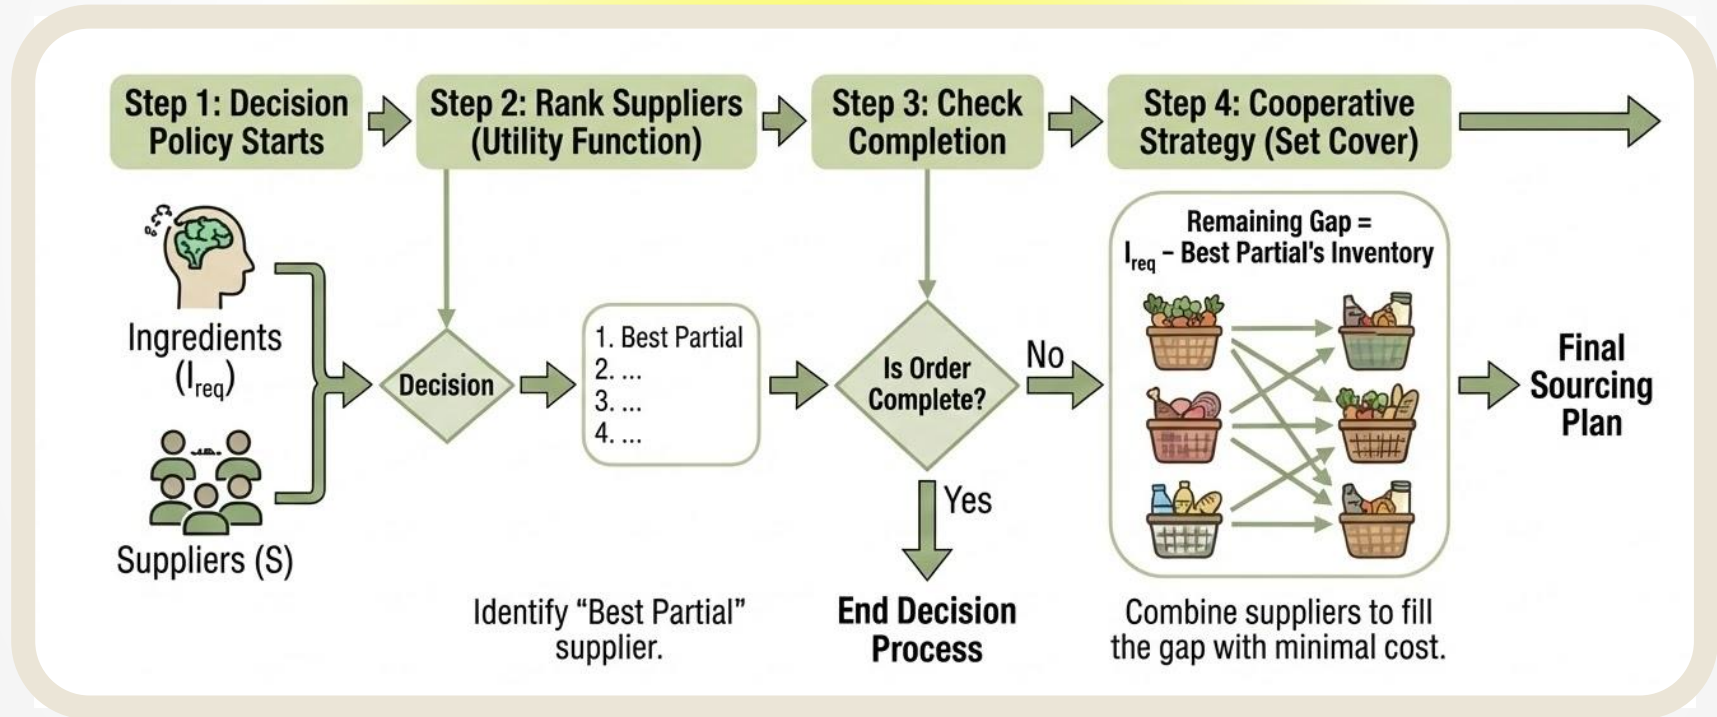 Step 1: Decision
Policy Starts
Step 2: Rank Suppliers
(Utility Function)
Step 3: Check
Completion
Step 4: Cooperative
Strategy (Set Cover)
Ingredients
(Ireq)
Suppliers (S)
Decision
1. Best Partial
2. ...
3. ...
4. ...
Identify “Best Partial”
supplier.
Is Order
Complete?
No
Yes
End Decision
Process
Remaining Gap =
Ireq – Best Partial's Inventory
Combine suppliers to fill
the gap with minimal cost.
Final
Sourcing
Plan